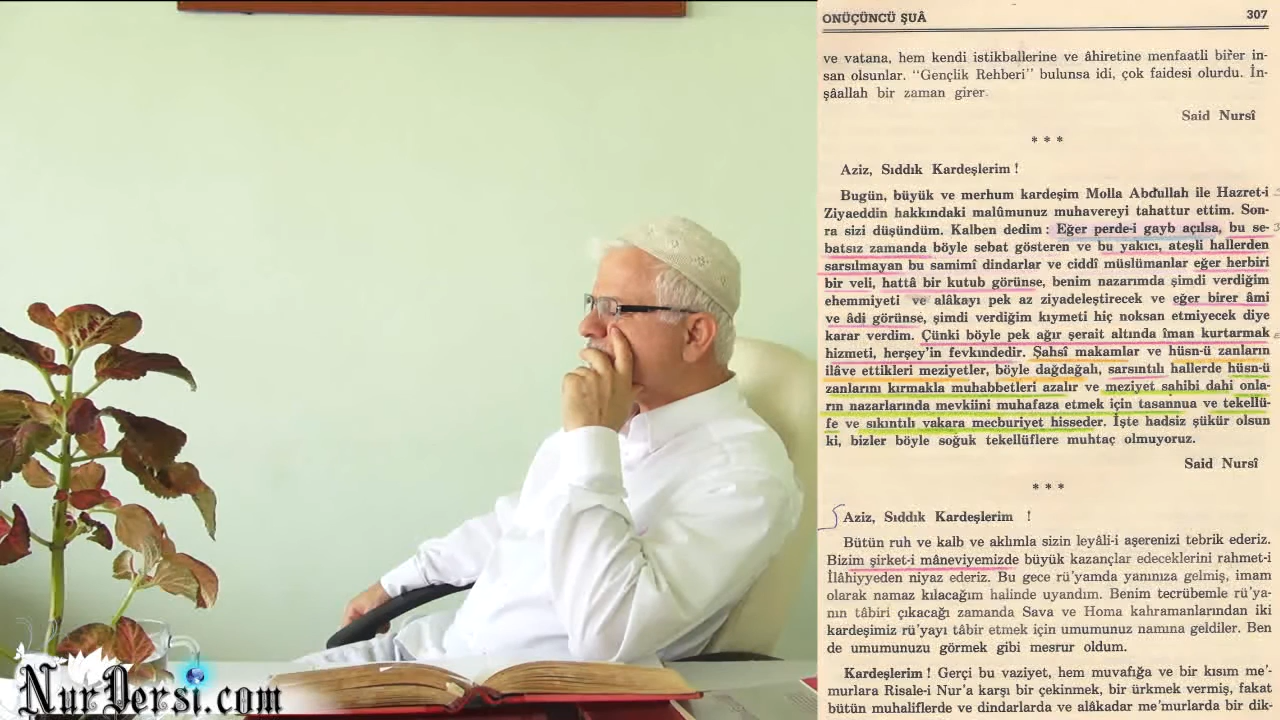 ONÜÇÜNCÜ ŞUÂ 307
ve vatana, hem kendi istikballerine ve âhiretine menfaatli birer in-
san olsunlar. "Gençlik Rehberi" bulunsa idi, çok faidesi olurdu. İn-
şâallah bir zaman girer.
Said Nursî
* * *
Aziz, Sıddık Kardeşlerim !
Bugün, büyük ve merhum kardeşim Molla Abdullah ile Hazret-i
Ziyaeddin hakkındaki malûmunuz muhavereyi tahattur ettim. Son-
ra sizi düşündüm. Kalben dedim : Eğer perde-i gayb açılsa, bu se-
batsız zamanda böyle sebat gösteren ve bu yakıcı, ateşli hallerden
sarsılmayan bu samimî dindarlar ve ciddî müslümanlar eğer herbiri
bir veli, hattâ bir kutub görünse, benim nazarımda şimdi verdiğim
ehemmiyeti ve alâkayı pek az ziyadeleştirecek ve eğer birer âmi
ve âdi görünse, şimdi verdiğim kıymeti hiç noksan etmiyecek diye
karar verdim. Çünki böyle pek ağır şerait altında îman kurtarmak
hizmeti, herşey'in fevkındedir. Şahsî makamlar ve hüsn-ü zanların
ilâve ettikleri meziyetler, böyle dağdağalı, sarsıntılı hallerde hüsn-ü
zanlarını kırmakla muhabbetleri azalır ve meziyet sahibi dahi onla-
rın nazarlarında mevkiini muhafaza etmek için tasannua ve tekellü-
fe ve sıkıntılı vakara mecburiyet hisseder. İşte hadsiz şükür olsun
ki, bizler böyle soğuk tekellüflere muhtaç olmuyoruz.
Said Nursî
* * *
Aziz, Sıddık Kardeşlerim !
Bütün ruh ve kalb ve aklımla sizin leyâli-i aşerenizi tebrik ederiz.
Bizim şirket-i mâneviyemizde büyük kazançlar edeceklerini rahmet-i
İlâhiyyeden niyaz ederiz. Bu gece rü'yamda yanınıza gelmiş, imam
olarak namaz kılacağım halinde uyandım. Benim tecrübemle rü'ya-
nın tâbiri çıkacağı zamanda Sava ve Homa kahramanlarından iki
kardeşimiz rü'yayı tâbir etmek için umumunuz namına geldiler. Ben
de umumunuzu görmek gibi mesrur oldum.
Kardeşlerim ! Gerçi bu vaziyet, hem muvafığa ve bir kısım me'-
murlara Risale-i Nur'a karşı bir çekinmek, bir ürkmek vermiş, fakat
bütün muhaliflerde ve dindarlarda ve alâkadar me'murlarda bir dik-
NurDersi.com